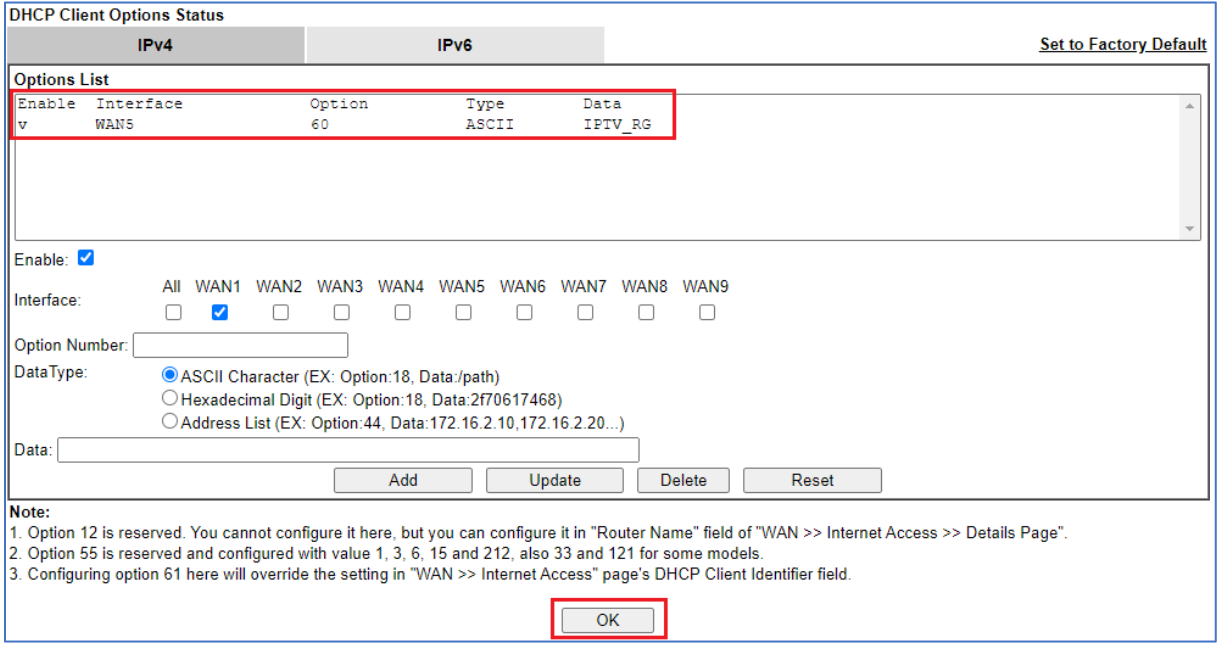 DHCP Client Options Status
IPv4 IPv6 Set to Factory Default
Options List
Enable Interface Option Type Data
v WAN5 60 ASCII IPTV_RG
Enable:
All WAN1 WAN2 WAN3 WAN4 WAN5 WAN6 WAN7 WAN8 WAN9
Interface:
Option Number:
DataType:
ASCII Character (EX: Option:18, Data:/path)
Hexadecimal Digit (EX: Option:18, Data:2f70617468)
Address List (EX: Option:44, Data:172.16.2.10,172.16.2.20...)
Data:
Add Update Delete Reset
Note:
1. Option 12 is reserved. You cannot configure it here, but you can configure it in "Router Name" field of "WAN >> Internet Access >> Details Page".
2. Option 55 is reserved and configured with value 1, 3, 6, 15 and 212, also 33 and 121 for some models.
3. Configuring option 61 here will override the setting in "WAN >> Internet Access" page's DHCP Client Identifier field.
OK